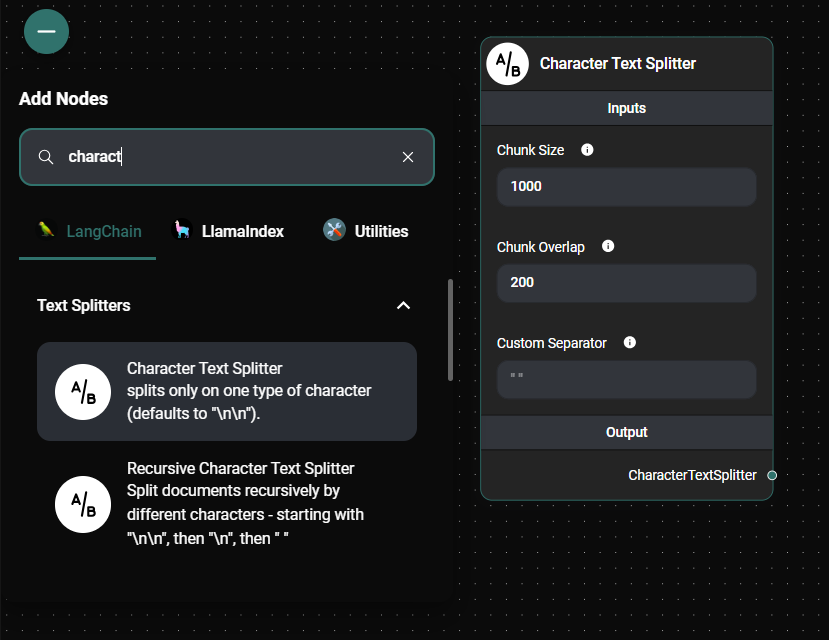 Add Nodes
charact
LangChain
LlamaIndex
Utilities
Text Splitters
A/B
Character Text Splitter
splits only on one type of character
(defaults to "\n\n").
A/B
Recursive Character Text Splitter
Split documents recursively by
different characters - starting with
"\n\n", then "\n", then " "
A/B
Character Text Splitter
Inputs
Chunk Size
1000
Chunk Overlap
200
Custom Separator
" "
Output
CharacterTextSplitter